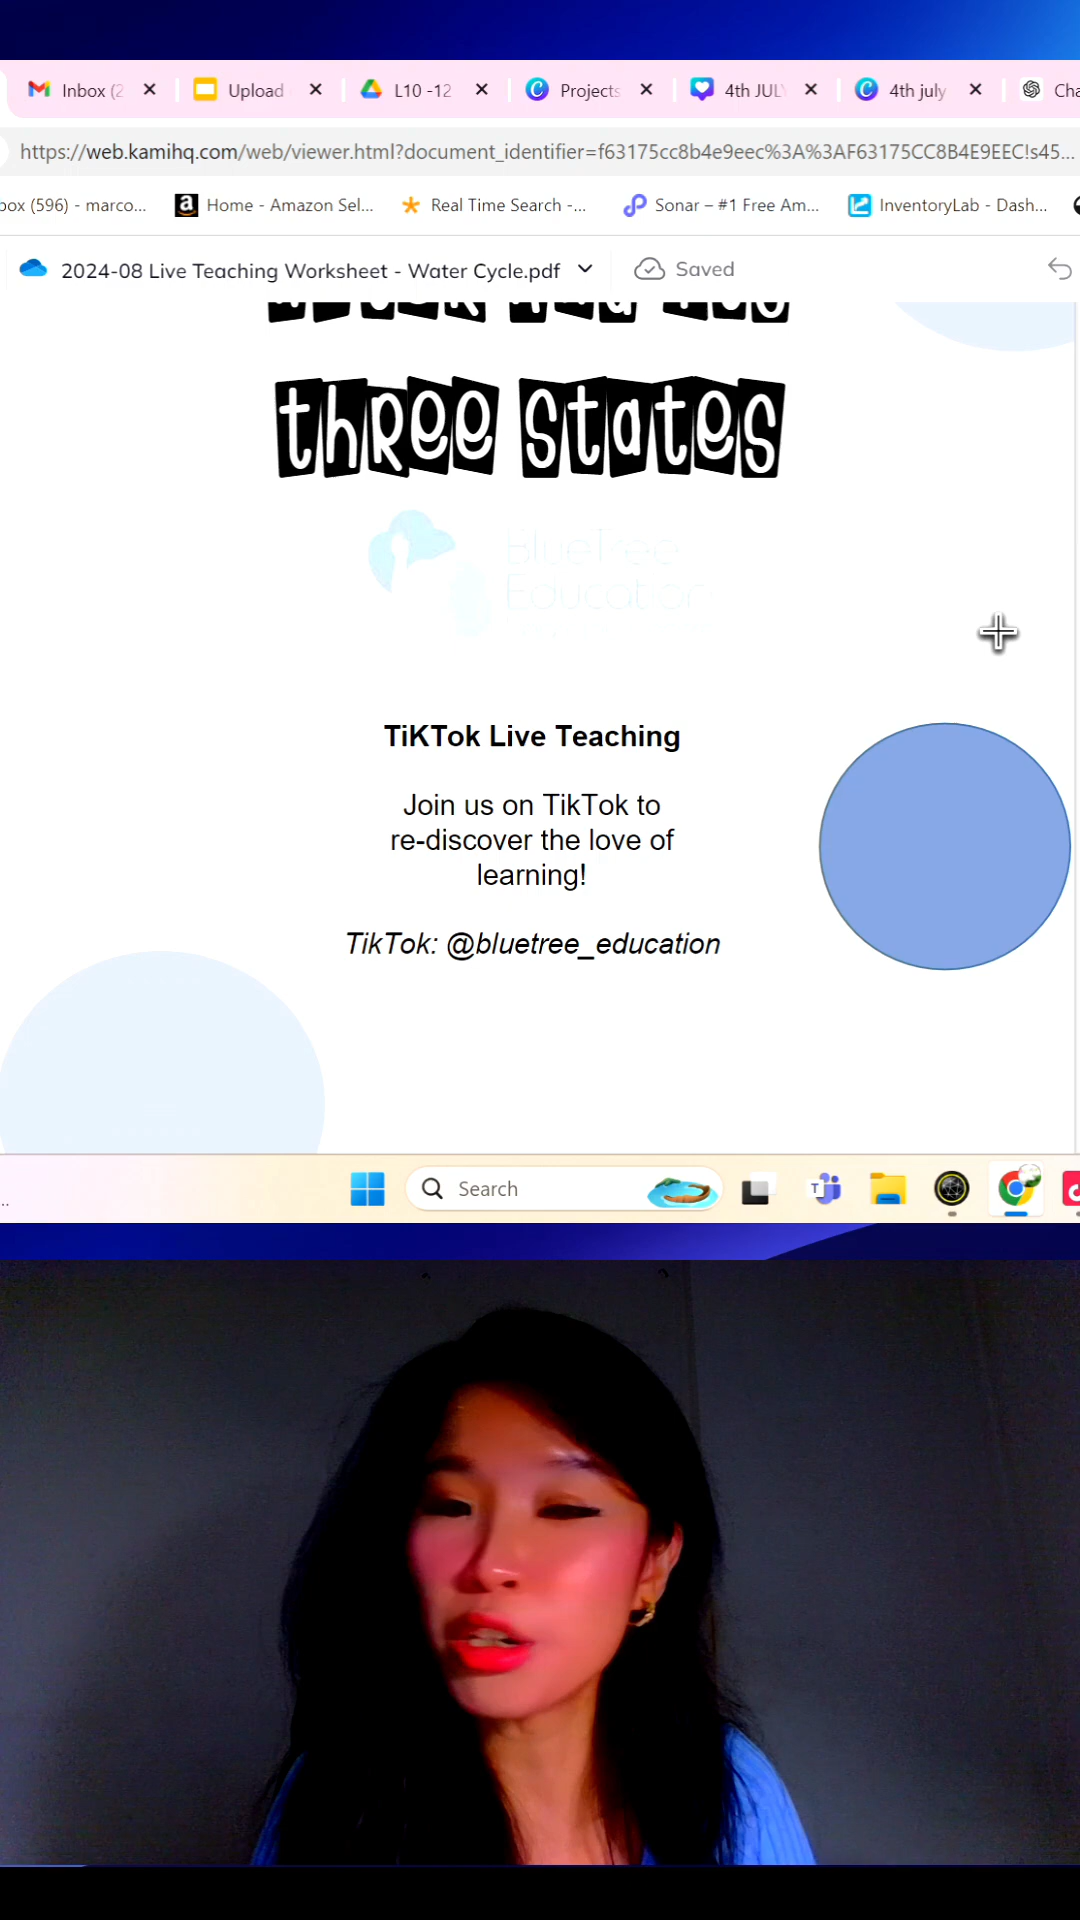 Inbox (2
Upload
L10 -12
Projects
4th JUL
4th july
Cha
https://web.kamihq.com/web/viewer.html?document_identifier=f63175cc8b4e9eec%3A%3AF63175CC8B4E9EEC!s45...
box (596) - marco...
Home - Amazon Sel...
Real Time Search -...
Sonar – #1 Free Am...
InventoryLab - Dash...
2024-08 Live Teaching Worksheet - Water Cycle.pdf
Saved
three states
BlueTree
Education
TiKTok Live Teaching
Join us on TikTok to
re-discover the love of
learning!
TikTok: @bluetree_education
Search